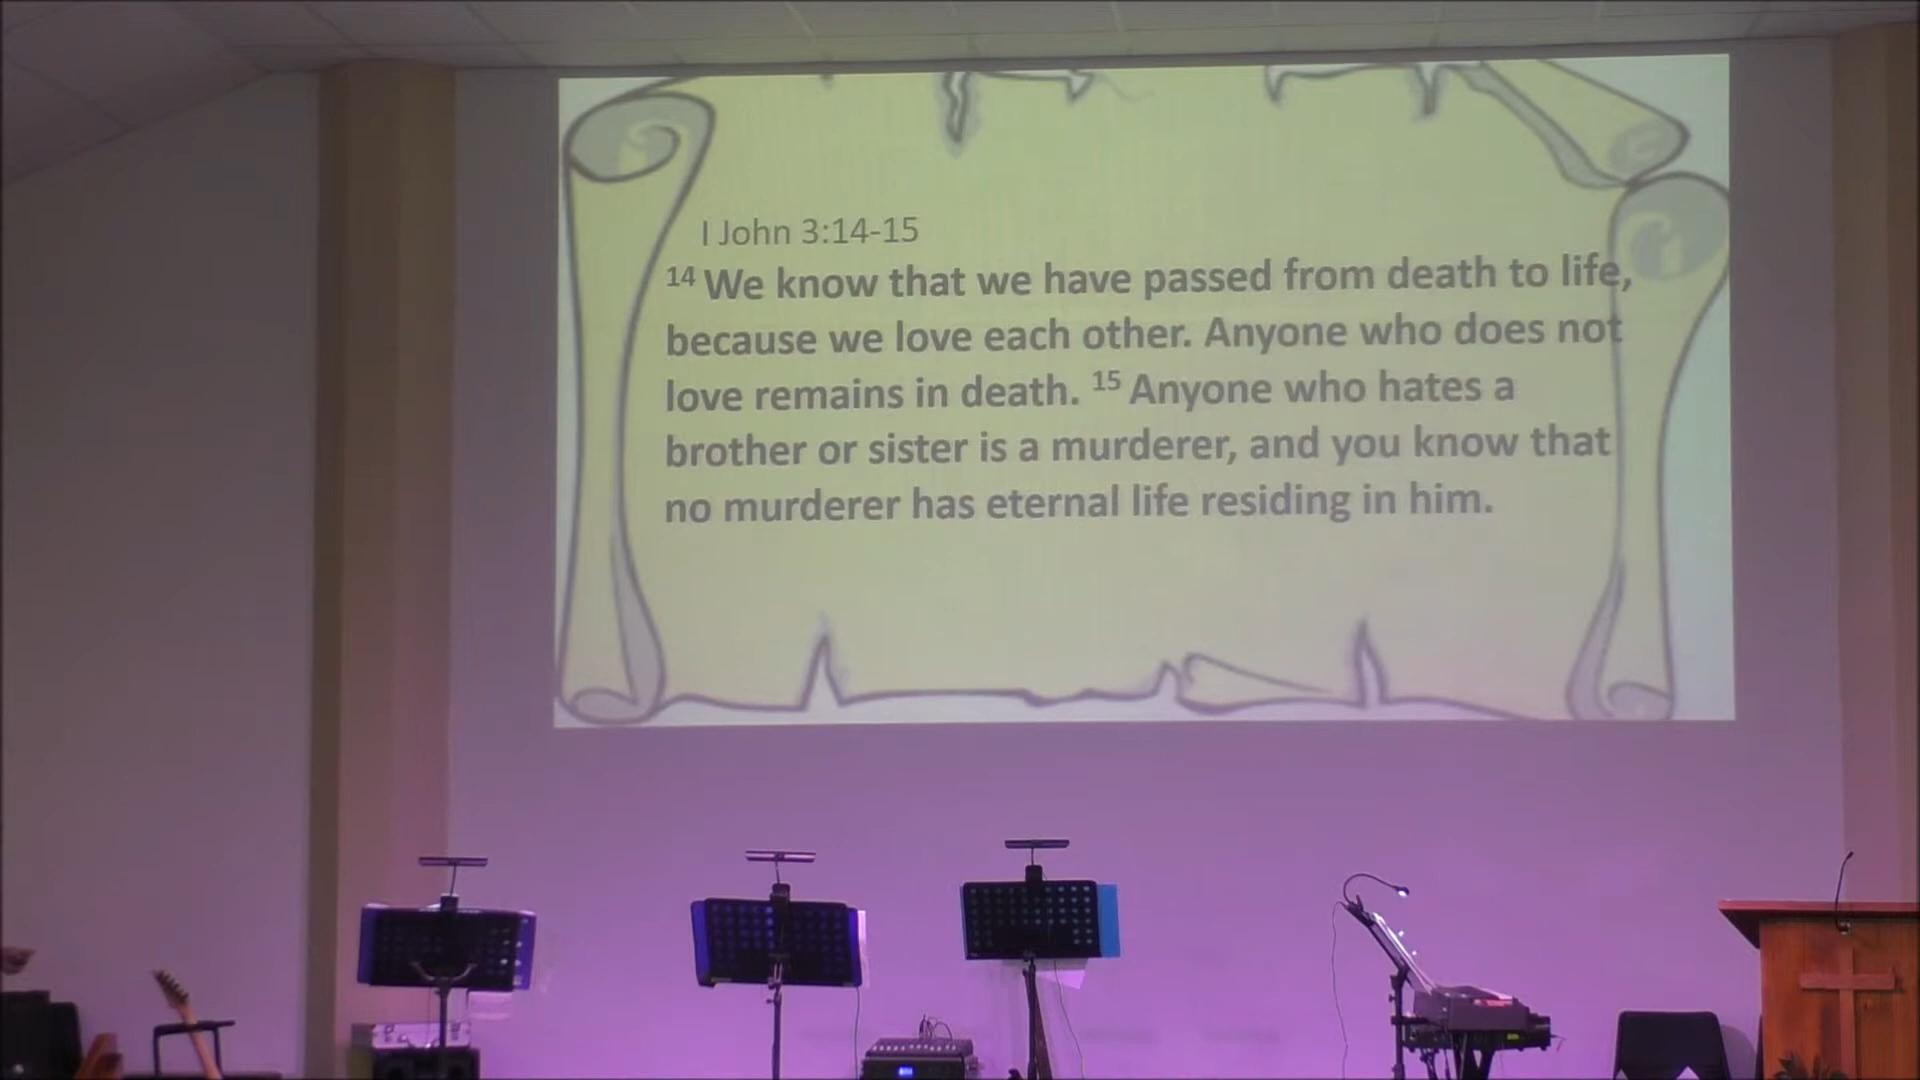 I John 3:14-15
14 We know that we have passed from death to life,
because we love each other. Anyone who does not
love remains in death. 15 Anyone who hates a
brother or sister is a murderer, and you know that
no murderer has eternal life residing in him.